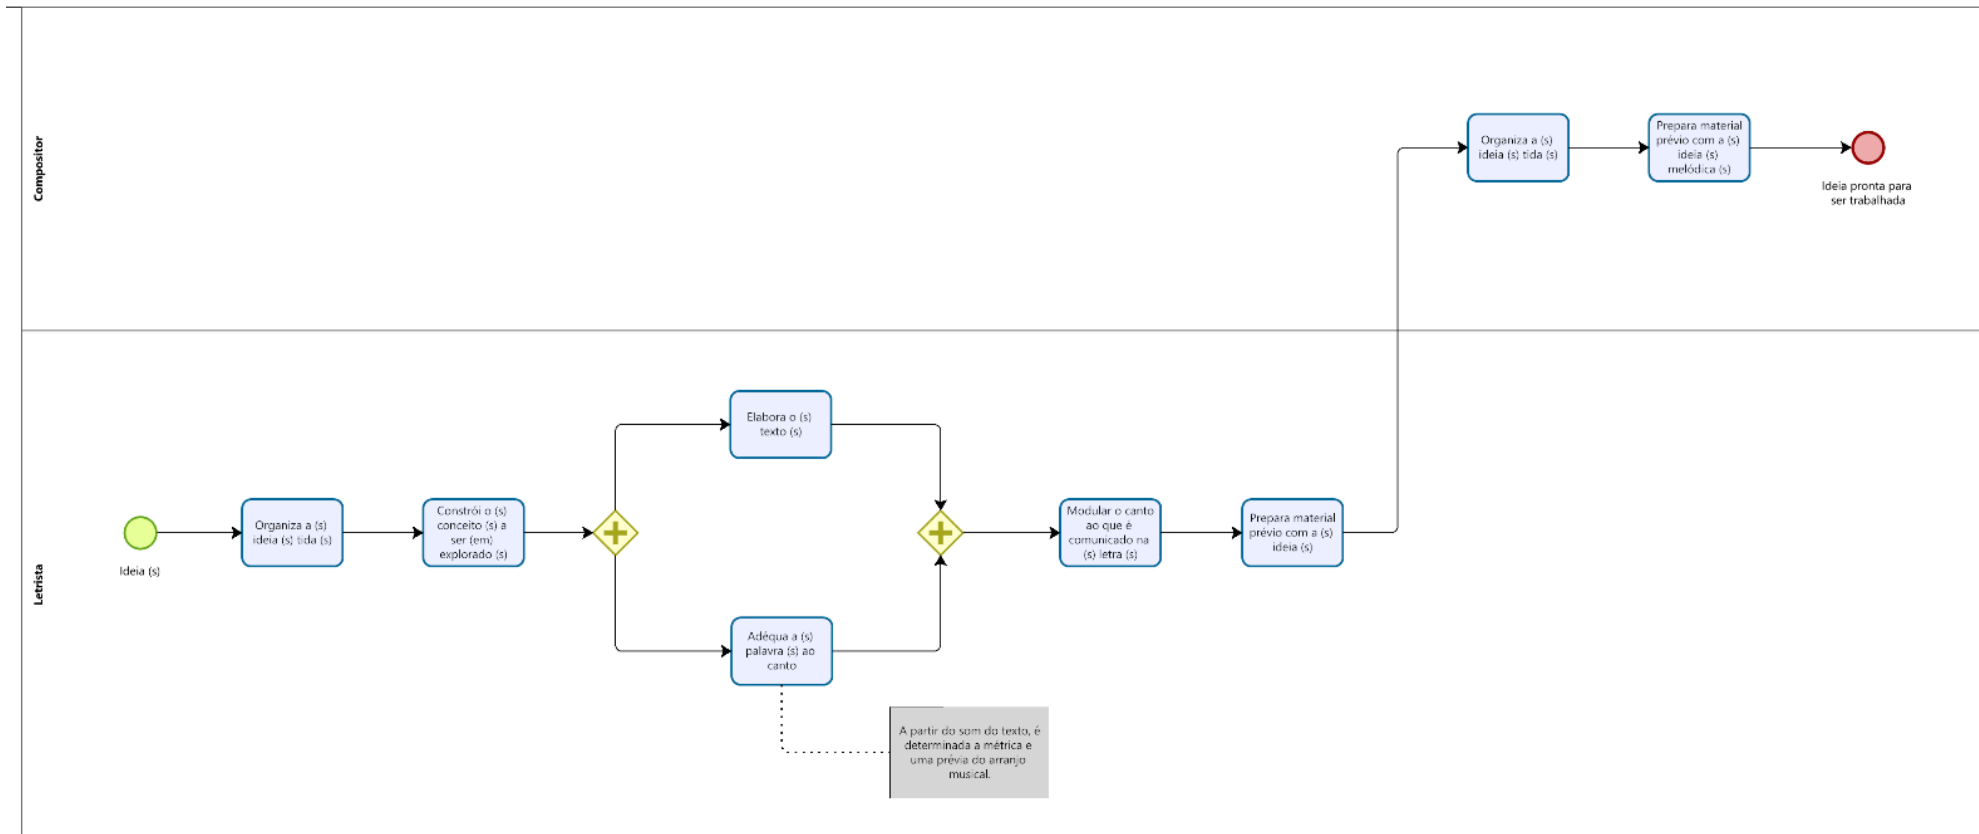 Compositor
Organiza a (s)
ideia (s) tida (s)
Prepara material
prévio com a (s)
ideia (s)
melódica (s)
Ideia pronta para
ser trabalhada
Letrista
Ideia (s)
Organiza a (s)
ideia (s) tida (s)
Constrói o (s)
conceito (s) a
ser (em)
explorado (s)
Elabora o (s)
texto (s)
Adéqua a (s)
palavra (s) ao
canto
A partir do som do texto, é
determinada a métrica e
uma prévia do arranjo
musical.
Modular o canto
ao que é
comunicado na
(s) letra (s)
Prepara material
prévio com a (s)
ideia (s)